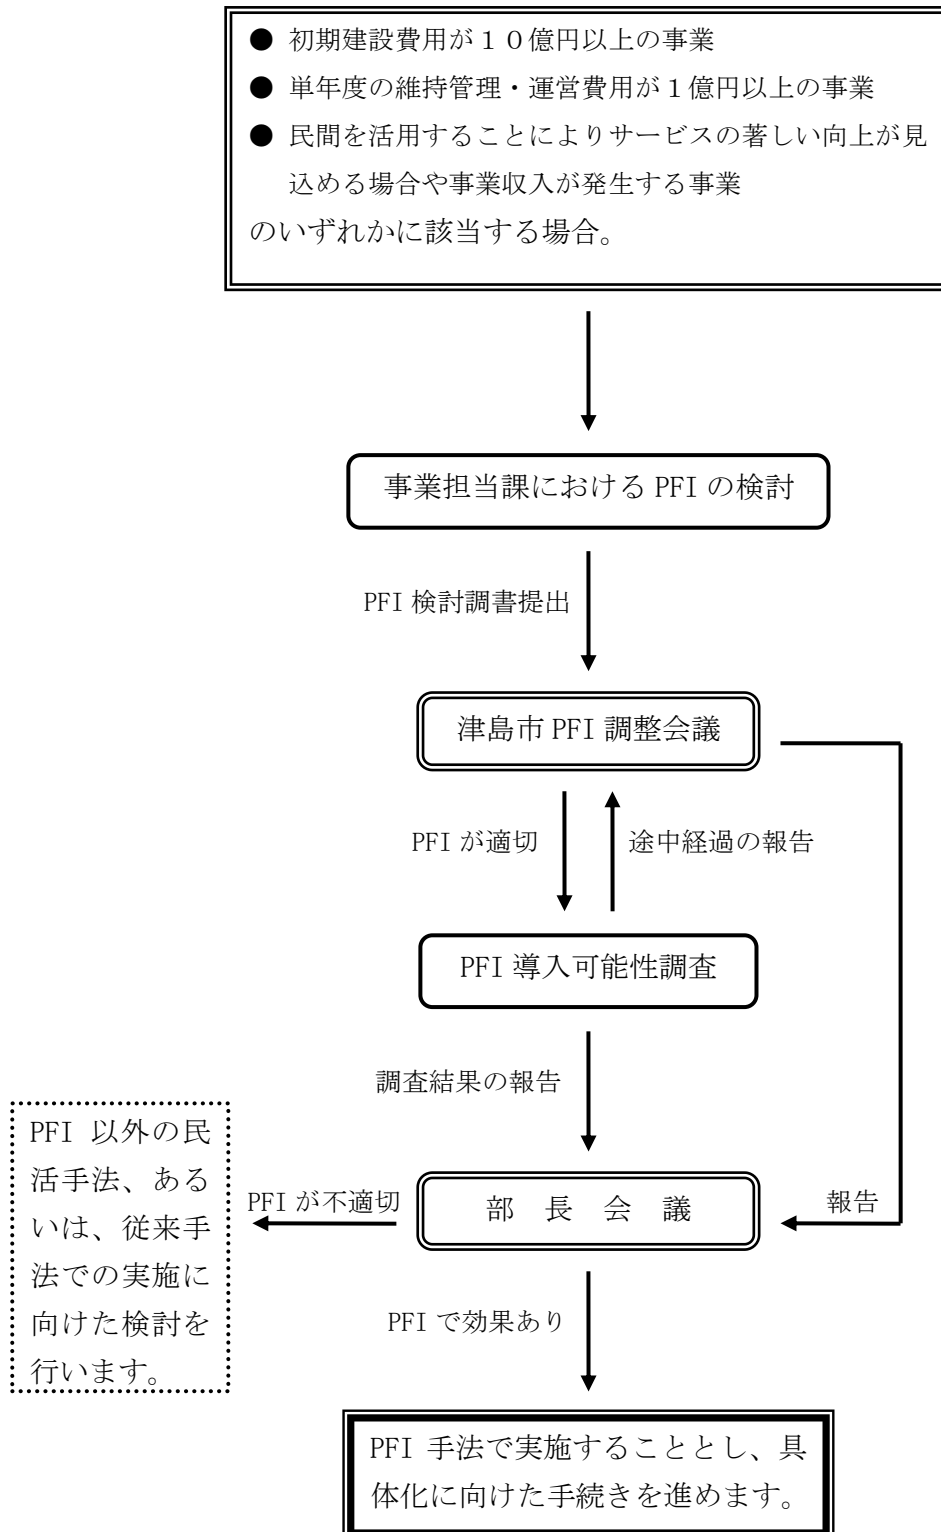 ● 初期建設費用が１０億円以上の事業
● 単年度の維持管理・運営費用が１億円以上の事業
● 民間を活用することによりサービスの著しい向上が見
込める場合や事業収入が発生する事業
のいずれかに該当する場合。
事業担当課における PFI の検討
PFI 検討調書提出
津島市 PFI 調整会議
PFI が適切
途中経過の報告
PFI 導入可能性調査
調査結果の報告
PFI 以外の民
活手法、ある
いは、従来手
法での実施に
向けた検討を
行います。
PFI が不適切
部　長　会　議
報告
PFI で効果あり
PFI 手法で実施することとし、具
体化に向けた手続きを進めます。